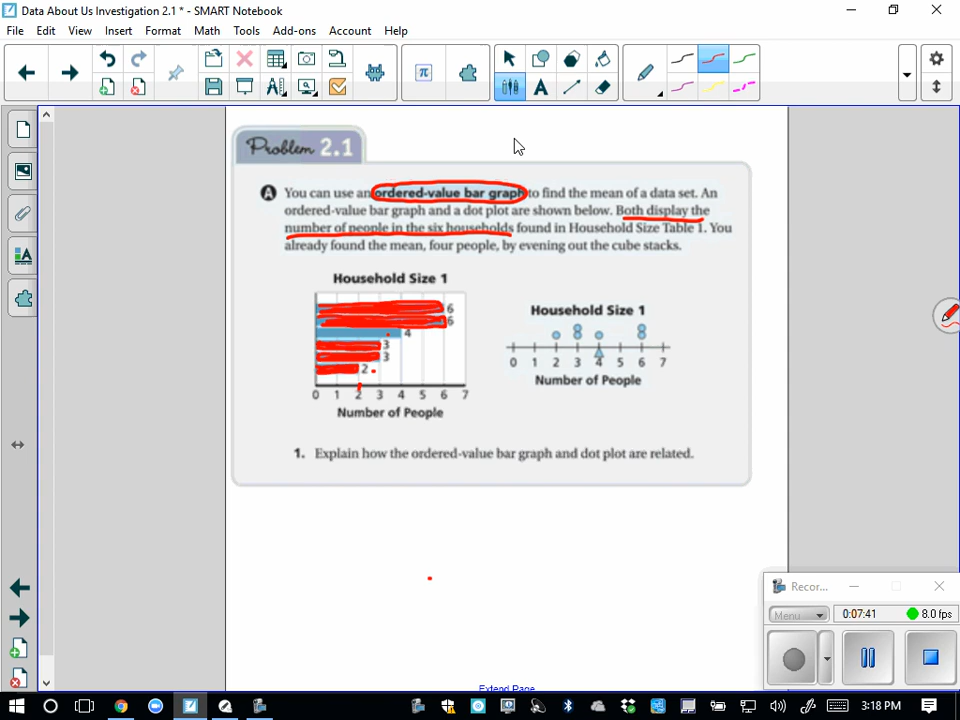 Data About Us Investigation 2.1 * - SMART Notebook
File Edit View Insert Format Math Tools Add-ons Account Help
π
A
A
Problem 2.1
A You can use an ordered-value bar graph to find the mean of a data set. An
ordered-value bar graph and a dot plot are shown below. Both display the
number of people in the six households found in Household Size Table 1. You
already found the mean, four people, by evening out the cube stacks.
Household Size 1
6
6
4
3
3
2
0 1 2 3 4 5 6 7
Number of People
Household Size 1
0 1 2 3 4 5 6 7
Number of People
1. Explain how the ordered-value bar graph and dot plot are related.
Extend Page
Recor...
Menu 0:07:41 8.0 fps
3:18 PM